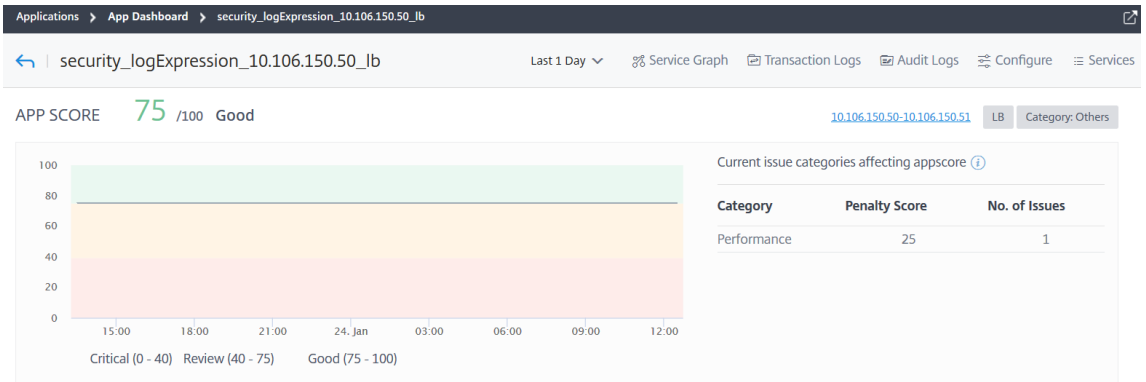 Applications > App Dashboard > security_logExpression_10.106.150.50_lb
security_logExpression_10.106.150.50_lb
Last 1 Day
Service Graph
Transaction Logs
Audit Logs
Configure
Services
APP SCORE 75 /100 Good
10.106.150.50-10.106.150.51
LB
Category: Others
100
80
60
40
20
0
15:00 18:00 21:00 24. Jan 03:00 06:00 09:00 12:00
Critical (0 - 40) Review (40 - 75) Good (75 - 100)
Current issue categories affecting appscore
Category Penalty Score No. of Issues
Performance 25 1